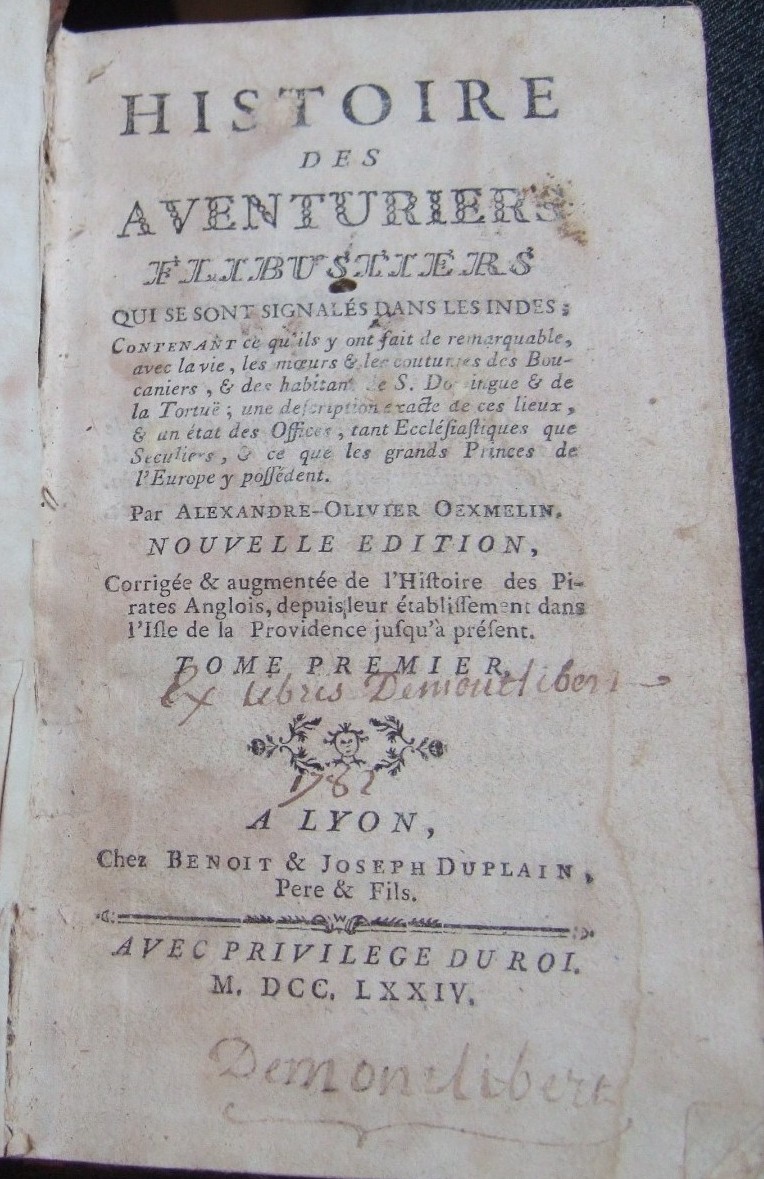 HISTOIRE
DES
AVENTURIERS
FLIBUSTIERS
QUI SE SONT SIGNALÉS DANS LES INDES;
CONTENANT ce qu'ils y ont fait de remarquable,
avec la vie, les mœurs & les coutumes des Bou-
caniers, & des habitans de S. Domingue & de
la Tortuë; une deſcription exacte de ces lieux,
& un état des Offices, tant Eccléſiaſtiques que
Séculiers, & ce que les grands Princes de
l'Europe y poſſédent.
Par ALEXANDRE-OLIVIER OEXMELIN.
NOUVELLE EDITION,
Corrigée & augmentée de l'Hiſtoire des Pi-
rates Anglois, depuis leur établiſſement dans
l'Iſle de la Providence juſqu'à préſent.
TOME PREMIER.
Ex libris Demontlibert
1782
A LYON,
Chez BENOIT & JOSEPH DUPLAIN,
Pere & Fils.
AVEC PRIVILEGE DU ROI.
M. DCC. LXXIV.
Demontlibert